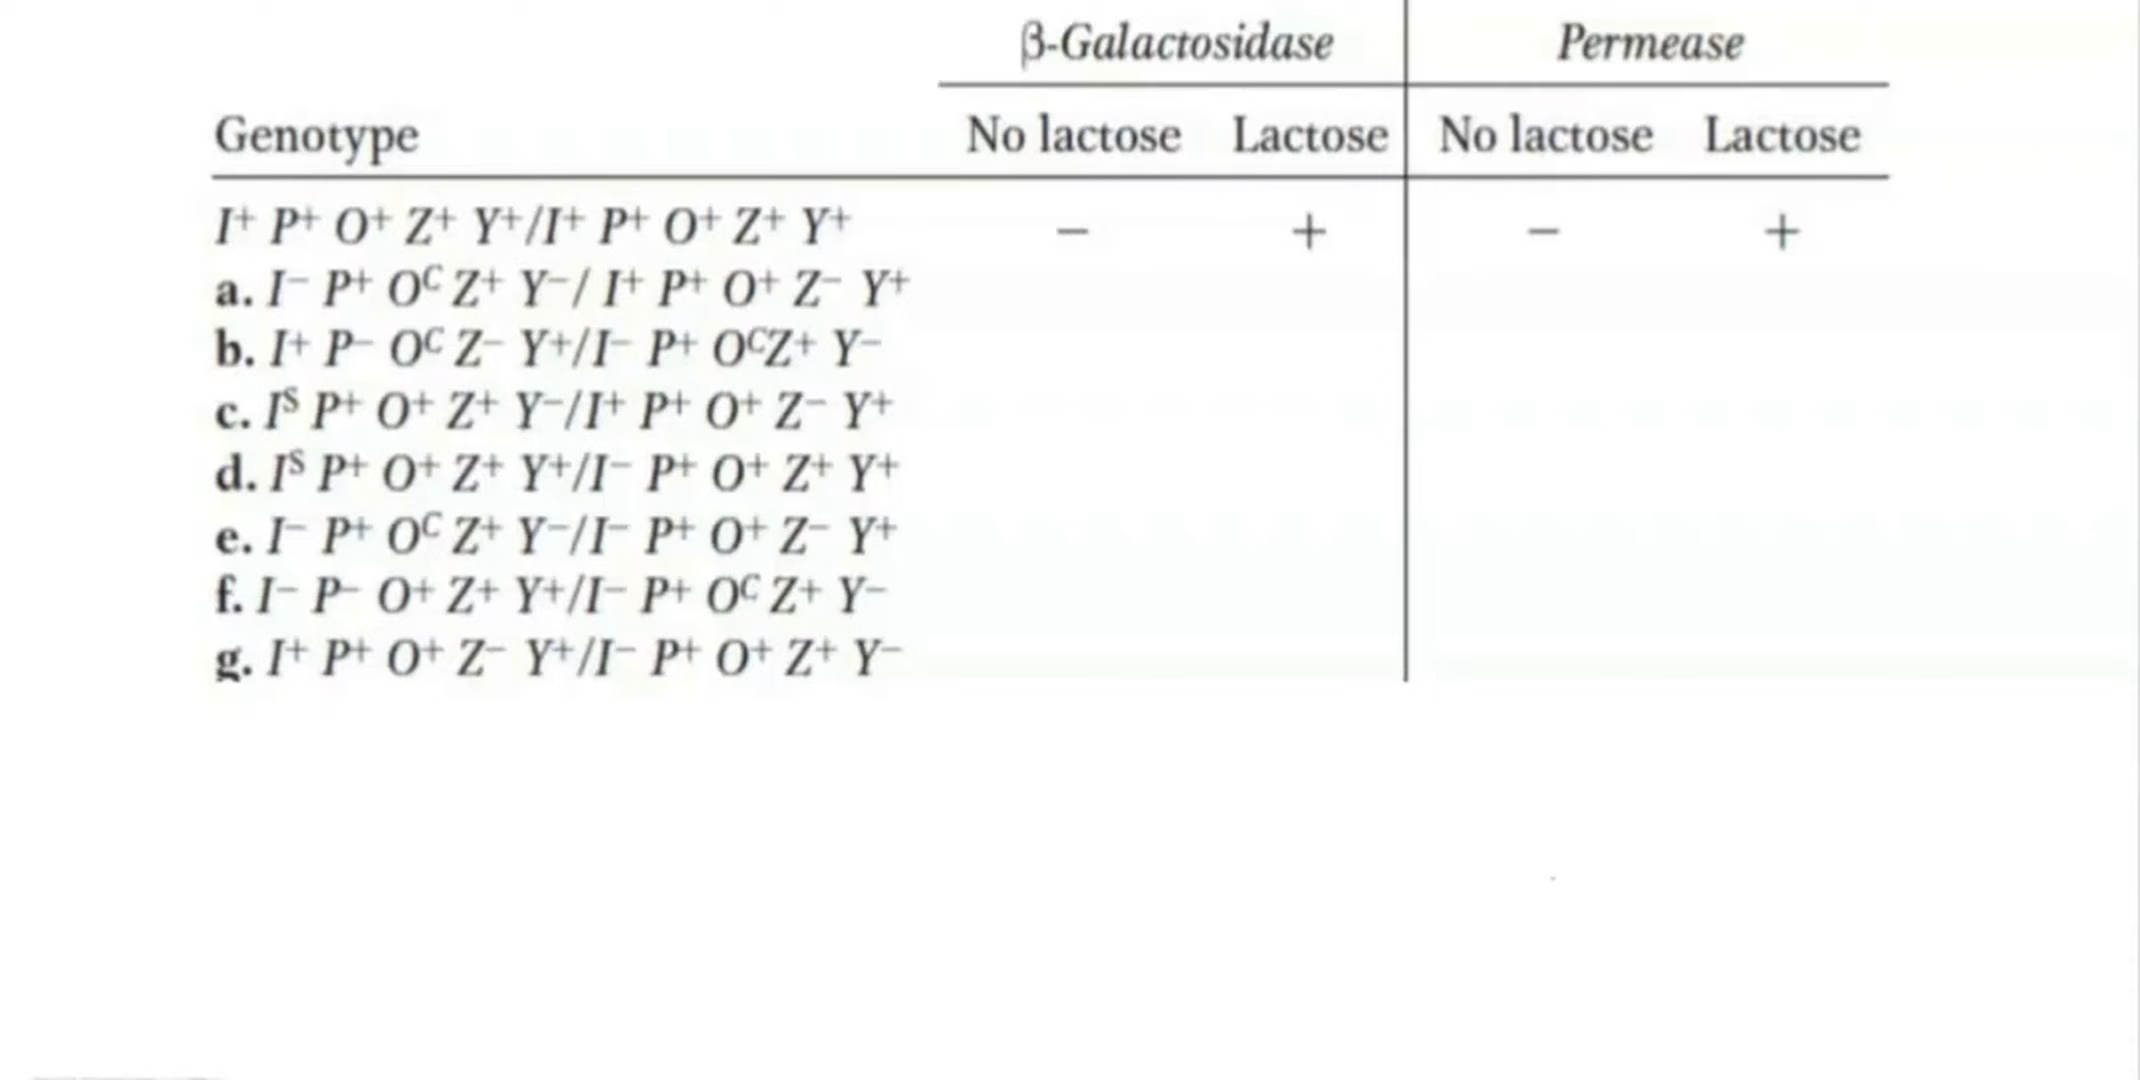 β-Galactosidase Permease
Genotype No lactose Lactose No lactose Lactose
I⁺ P⁺ O⁺ Z⁺ Y⁺/I⁺ P⁺ O⁺ Z⁺ Y⁺ − + − +
a. I⁻ P⁺ Oᶜ Z⁺ Y⁻/ I⁺ P⁺ O⁺ Z⁻ Y⁺
b. I⁺ P⁻ Oᶜ Z⁻ Y⁺/I⁻ P⁺ OᶜZ⁺ Y⁻
c. Iˢ P⁺ O⁺ Z⁺ Y⁻/I⁺ P⁺ O⁺ Z⁻ Y⁺
d. Iˢ P⁺ O⁺ Z⁺ Y⁺/I⁻ P⁺ O⁺ Z⁺ Y⁺
e. I⁻ P⁺ Oᶜ Z⁺ Y⁻/I⁻ P⁺ O⁺ Z⁻ Y⁺
f. I⁻ P⁻ O⁺ Z⁺ Y⁺/I⁻ P⁺ Oᶜ Z⁺ Y⁻
g. I⁺ P⁺ O⁺ Z⁻ Y⁺/I⁻ P⁺ O⁺ Z⁺ Y⁻